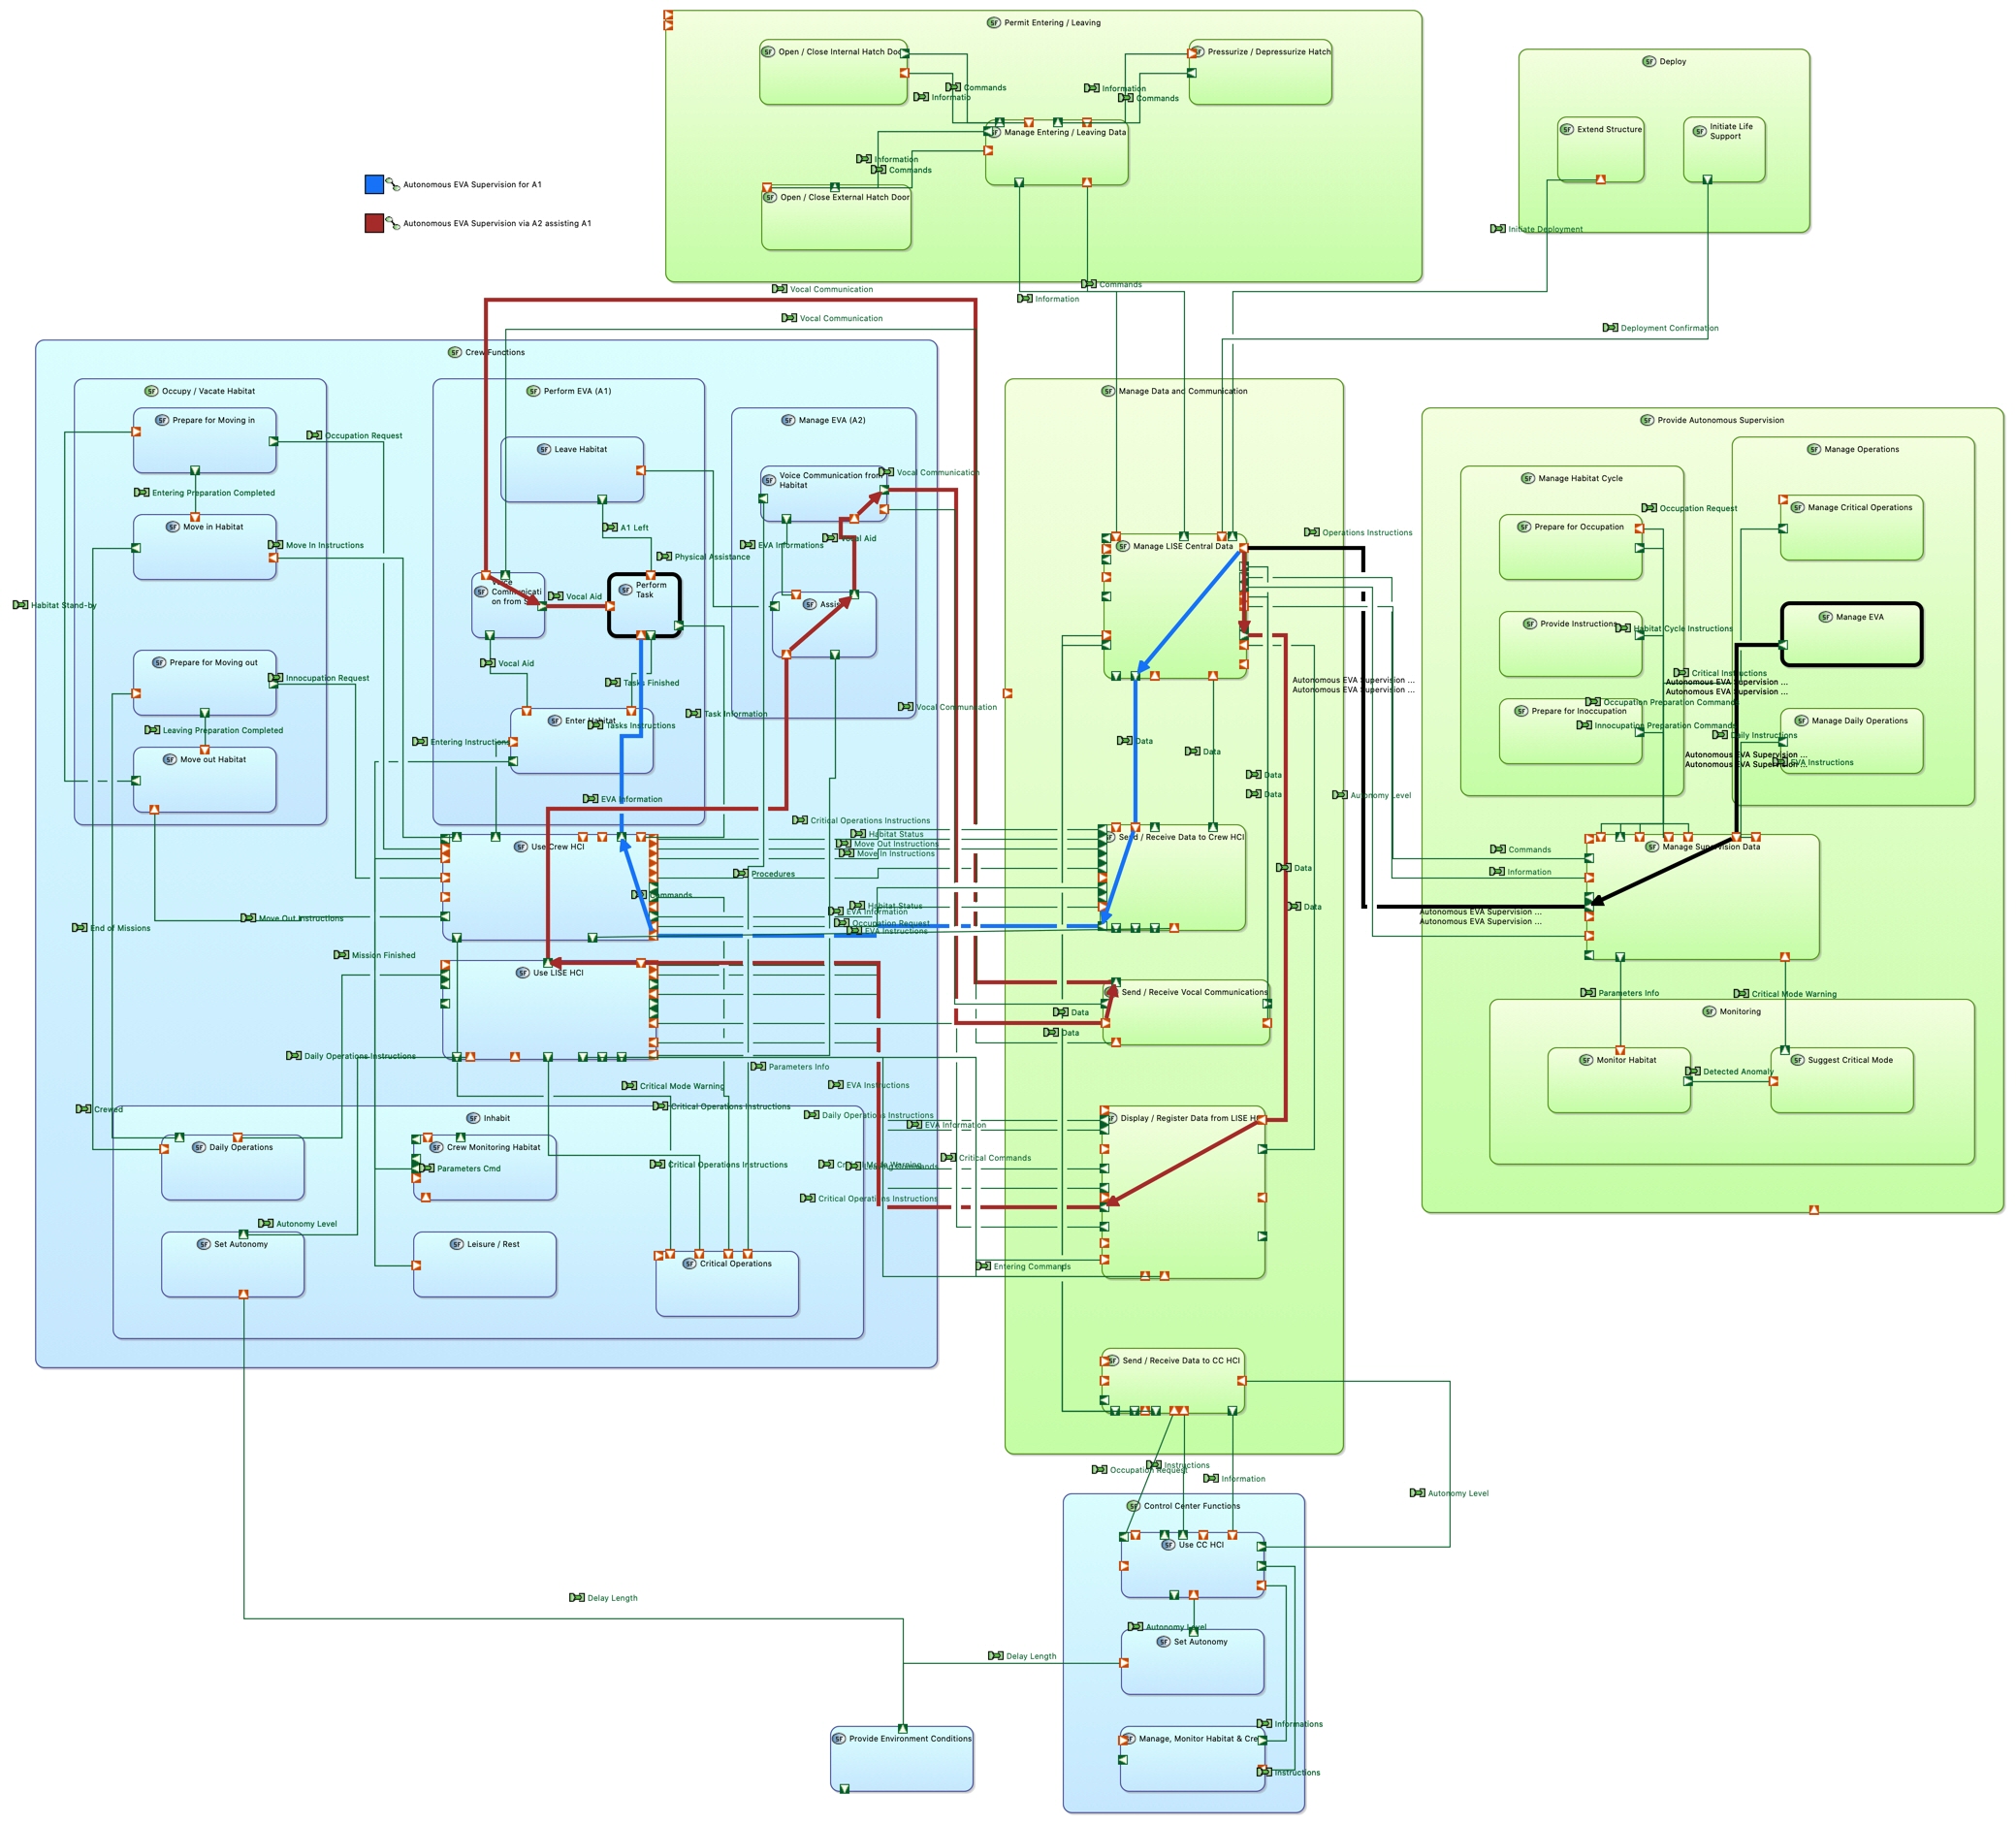 Permit Entering / Leaving
Open / Close Internal Hatch Doo
Pressurize / Depressurize Hatch
Commands
Informatio
Information
Commands
Manage Entering / Leaving Data
Information
Commands
Open / Close External Hatch Door
Deploy
Extend Structure
Initiate Life
Support
Initiate Deployment
Autonomous EVA Supervision for A1
Autonomous EVA Supervision via A2 assisting A1
Vocal Communication
Commands
Information
Vocal Communication
Deployment Confirmation
Crew Functions
Occupy / Vacate Habitat
Prepare for Moving in
Occupation Request
Entering Preparation Completed
Move in Habitat
Move In Instructions
Habitat Stand-by
Prepare for Moving out
Innocupation Request
Leaving Preparation Completed
Move out Habitat
Perform EVA (A1)
Leave Habitat
A1 Left
Physical Assistance
Voice
Communicati
on from S
Vocal Aid
Perform
Task
Vocal Aid
Tasks Finished
Enter Habitat
Tasks Instructions
Entering Instructions
Task Information
EVA Information
Manage EVA (A2)
Voice Communication from
Habitat
Vocal Communication
EVA Informations
Vocal Aid
Assis
Vocal Communication
Manage Data and Communication
Manage LISE Central Data
Operations Instructions
Autonomous EVA Supervision ...
Autonomous EVA Supervision ...
Data
Data
Data
Data
Autonomy Level
Provide Autonomous Supervision
Manage Operations
Manage Habitat Cycle
Prepare for Occupation
Occupation Request
Manage Critical Operations
Provide Instructions
Habitat Cycle Instructions
Manage EVA
Critical Instructions
Autonomous EVA Supervision ...
Autonomous EVA Supervision ...
Occupation Preparation Command
Prepare for Inoccupation
Innocupation Preparation Commands
Manage Daily Operations
Daily Instructions
Autonomous EVA Supervision ...
Autonomous EVA Supervision ...
EVA Instructions
Critical Operations Instructions
Use Crew HCI
Habitat Status
Move Out Instructions
Move In Instructions
Procedures
Commands
Habitat Status
EVA Information
Occupation Request
EVA Instructions
Send / Receive Data to Crew HCI
Data
Data
Commands
Information
Manage Supervision Data
Autonomous EVA Supervision ...
Autonomous EVA Supervision ...
Move Out Instructions
End of Missions
Mission Finished
Use LISE HCI
Send / Receive Vocal Communications
Data
Data
Parameters Info
Critical Mode Warning
Monitoring
Monitor Habitat
Detected Anomaly
Suggest Critical Mode
Daily Operations Instructions
Parameters Info
Critical Mode Warning
EVA Instructions
Crewed
Critical Operations Instructions
Daily Operations Instructions
EVA Information
Inhabit
Daily Operations
Crew Monitoring Habitat
Parameters Cmd
Critical Operations Instructions
Critical Commands
Critical Operations Instructions
Display / Register Data from LISE H
Autonomy Level
Set Autonomy
Leisure / Rest
Critical Operations
Entering Commands
Send / Receive Data to CC HCI
Occupation Request
Instructions
Information
Autonomy Level
Control Center Functions
Use CC HCI
Delay Length
Autonomy Level
Set Autonomy
Delay Length
Informations
Provide Environment Conditions
Manage, Monitor Habitat & Cre
Instructions